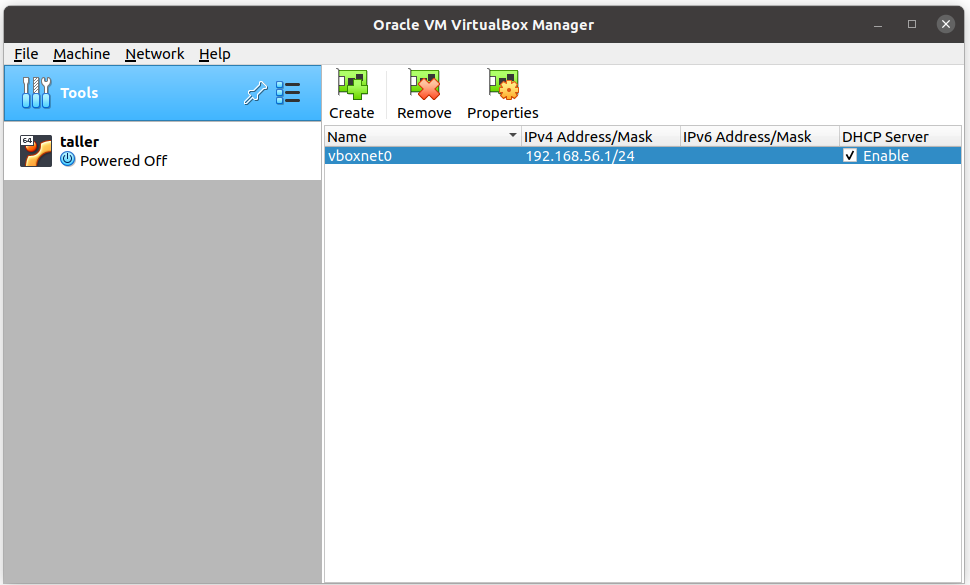 Oracle VM VirtualBox Manager
File Machine Network Help
Tools
Create Remove Properties
64
taller
Powered Off
Name IPv4 Address/Mask IPv6 Address/Mask DHCP Server
vboxnet0 192.168.56.1/24 Enable